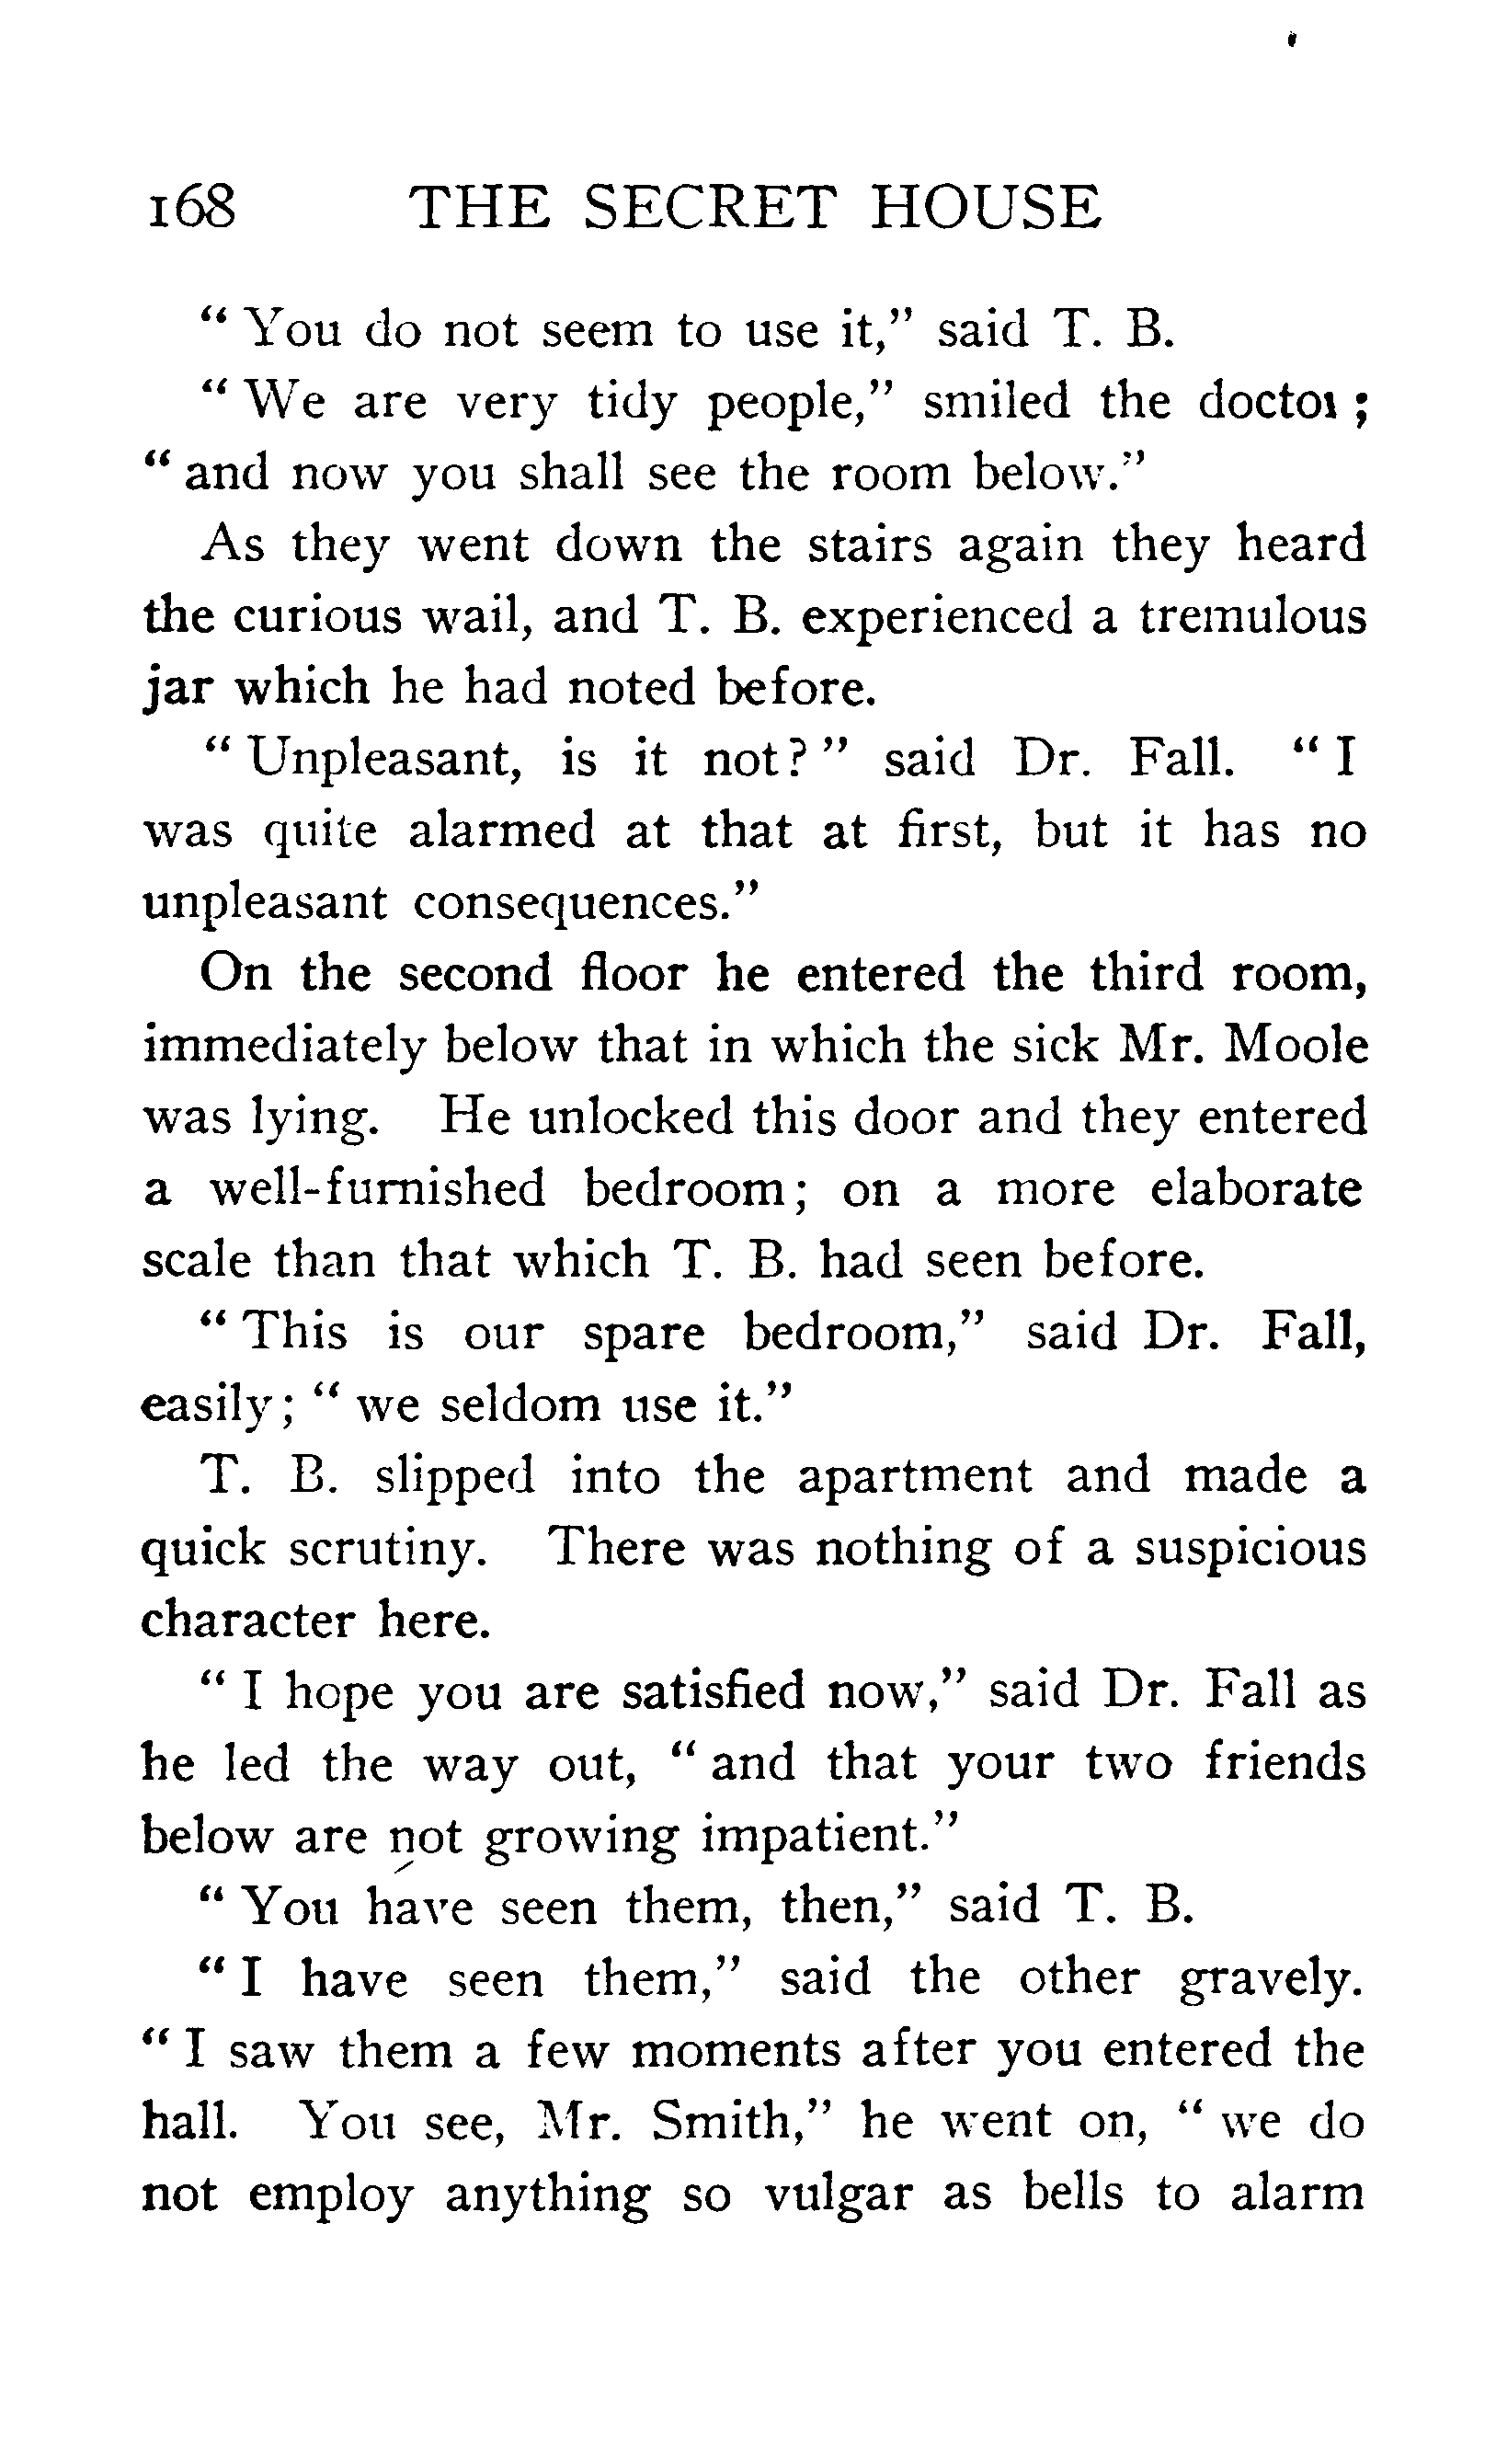 168 THE SECRET HOUSE
“ You do not seem to use it,” said T. B.
“ We are very tidy people,” smiled the doctor ;
“ and now you shall see the room below.”
As they went down the stairs again they heard
the curious wail, and T. B. experienced a tremulous
jar which he had noted before.
“ Unpleasant, is it not? ” said Dr. Fall. “ I
was quite alarmed at that at first, but it has no
unpleasant consequences.”
On the second floor he entered the third room,
immediately below that in which the sick Mr. Moole
was lying. He unlocked this door and they entered
a well-furnished bedroom; on a more elaborate
scale than that which T. B. had seen before.
“ This is our spare bedroom,” said Dr. Fall,
easily; “ we seldom use it.”
T. B. slipped into the apartment and made a
quick scrutiny. There was nothing of a suspicious
character here.
“ I hope you are satisfied now,” said Dr. Fall as
he led the way out, “ and that your two friends
below are not growing impatient.”
“ You have seen them, then,” said T. B.
“ I have seen them,” said the other gravely.
“ I saw them a few moments after you entered the
hall. You see, Mr. Smith,” he went on, “ we do
not employ anything so vulgar as bells to alarm